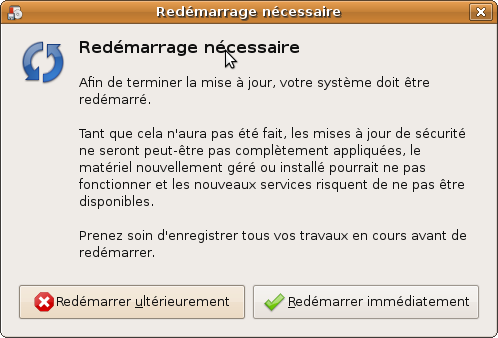 Redémarrage nécessaire
Redémarrage nécessaire
Afin de terminer la mise à jour, votre système doit être
redémarré.
Tant que cela n'aura pas été fait, les mises à jour de sécurité
ne seront peut-être pas complètement appliquées, le
matériel nouvellement géré ou installé pourrait ne pas
fonctionner et les nouveaux services risquent de ne pas être
disponibles.
Prenez soin d'enregistrer tous vos travaux en cours avant de
redémarrer.
Redémarrer ultérieurement
Redémarrer immédiatement